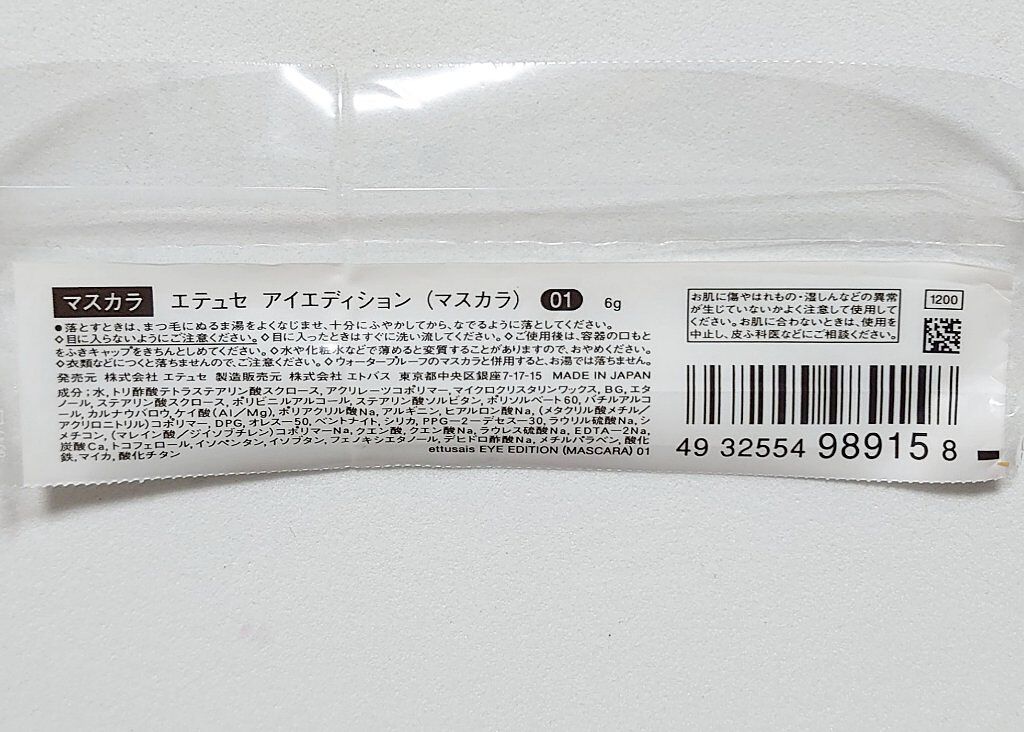 マスカラ エテュセ アイエディション（マスカラ） 01 6g
●落とすときは、まつ毛にぬるま湯をよくなじませ、十分にふやかしてから、なでるように落としてください。
◇目に入らないようにご注意ください。◇目に入ったときはすぐに洗い流してください。◇ご使用後は、容器の口もと
をふきキャップをきちんとしめてください。◇水や化粧水などで薄めると変質することがありますので、おやめください。
◇衣類などにつくと落ちませんので、ご注意ください。◇ウォータープルーフのマスカラと併用すると、お湯では落ちません。
発売元 株式会社 エテュセ 製造販売元 株式会社 エトバス 東京都中央区銀座7-17-15 MADE IN JAPAN
成分：水，トリ酢酸テトラステアリン酸スクロース，アクリレーツコポリマー，マイクロクリスタリンワックス，BG，エタ
ノール，ステアリン酸スクロース，ポリビニルアルコール，ステアリン酸ソルビタン，ポリソルベート60，バチルアルコ
ール，カルナウバロウ，ケイ酸（Al／Mg），ポリアクリル酸Na，アルギニン，ヒアルロン酸Na，（メタクリル酸メチル／
アクリロニトリル）コポリマー，DPG，オレス－50，ベントナイト，シリカ，PPG－2－デセス－30，ラウリル硫酸Na，ジ
メチコン，（マレイン酸／ジイソブチレン）コポリマーNa，クエン酸，クエン酸Na，ラウレス硫酸Na，EDTA－2Na，
炭酸Ca，トコフェロール，イソペンタン，イソブタン，フェノキシエタノール，デヒドロ酢酸Na，メチルパラベン，酸化
鉄，マイカ，酸化チタン
ettusais EYE EDITION (MASCARA) 01
お肌に傷やはれもの・湿しんなどの異常
が生じていないかよく注意して使用して
ください。お肌に合わないときは、使用を
中止し、皮ふ科医などにご相談ください。
1200
4932554989158